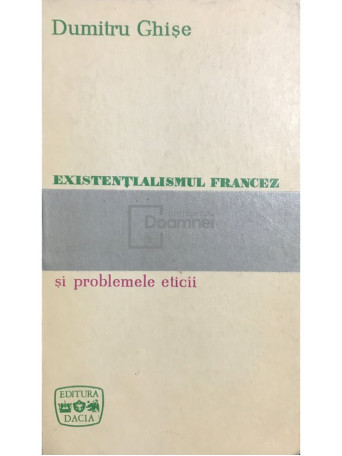 Dumitru Ghișe
EXISTENȚIALISMUL FRANCEZ
Doamnei
și problemele eticii
EDITURA
DACIA